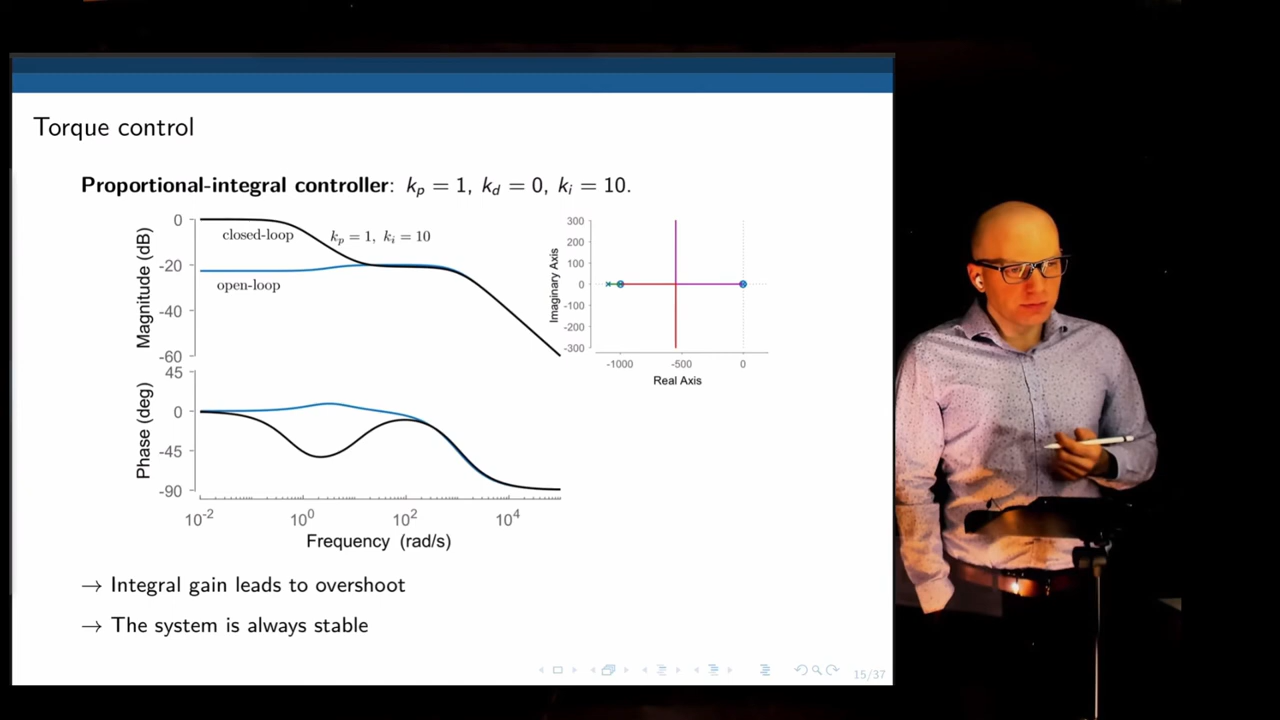 Torque control
Proportional-integral controller: k_p = 1, k_d = 0, k_i = 10.
0
-20
-40
-60
Magnitude (dB)
closed-loop
k_p = 1, k_i = 10
open-loop
45
0
-45
-90
Phase (deg)
10^-2
10^0
10^2
10^4
Frequency (rad/s)
300
200
100
0
-100
-200
-300
Imaginary Axis
-1000
-500
0
Real Axis
→ Integral gain leads to overshoot
→ The system is always stable
15/37